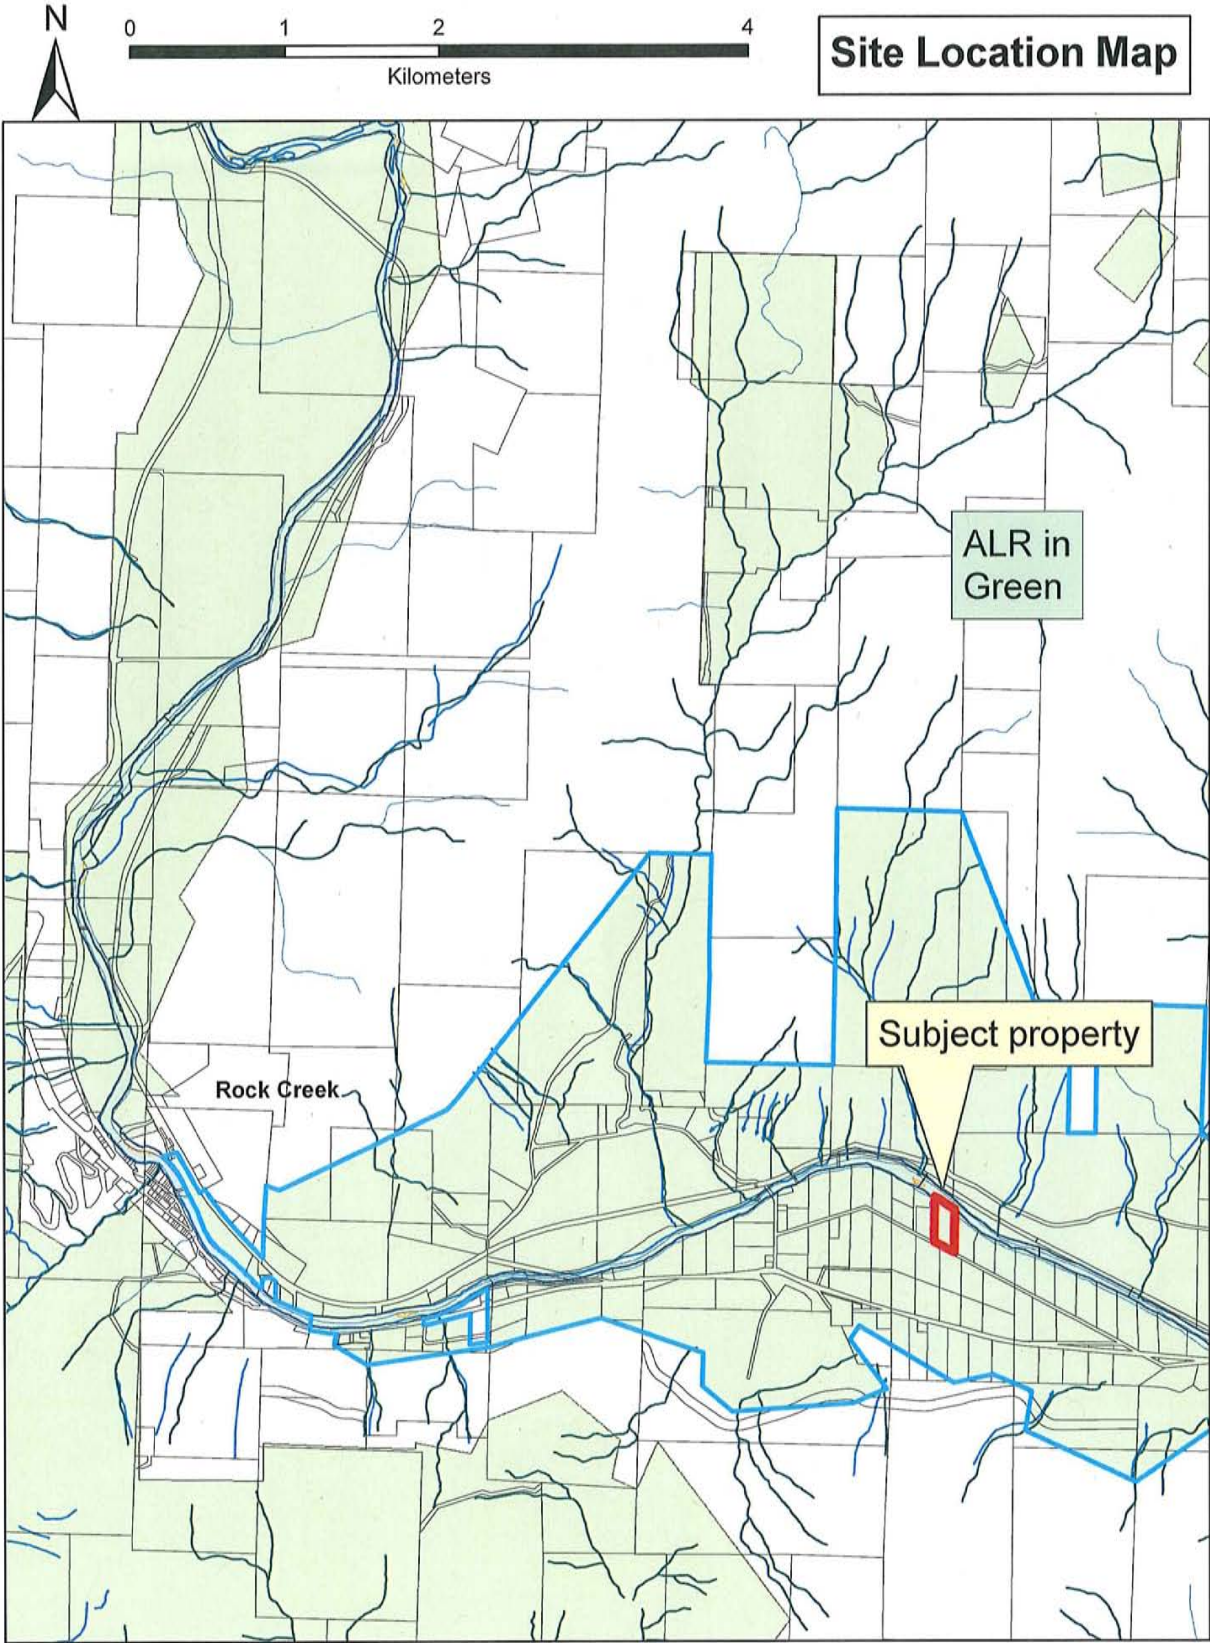 N
0 1 2 4
Kilometers
Site Location Map
ALR in
Green
Subject property
Rock Creek